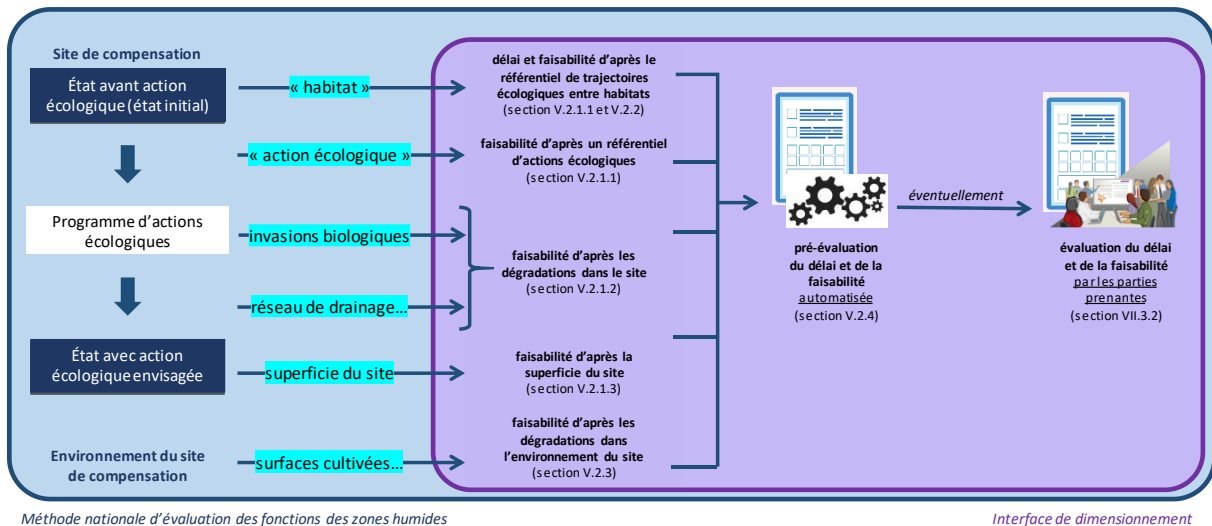 Site de compensation
État avant action
écologique (état initial)
Programme d'actions
écologiques
État avec action
écologique envisagée
Environnement du site
de compensation
« habitat »
« action écologique »
invasions biologiques
réseau de drainage…
superficie du site
surfaces cultivées…
délai et faisabilité d'après le
référentiel de trajectoires
écologiques entre habitats
(section V.2.1.1 et V.2.2)
faisabilité d'après un référentiel
d'actions écologiques
(section V.2.1.1)
faisabilité d'après les
dégradations dans le site
(section V.2.1.2)
faisabilité d'après la
superficie du site
(section V.2.1.3)
faisabilité d'après les
dégradations dans
l'environnement du site
(section V.2.3)
pré-évaluation
du délai et de la
faisabilité
automatisée
(section V.2.4)
éventuellement
évaluation du délai
et de la faisabilité
par les parties
prenantes
(section VII.3.2)
Méthode nationale d'évaluation des fonctions des zones humides
Interface de dimensionnement